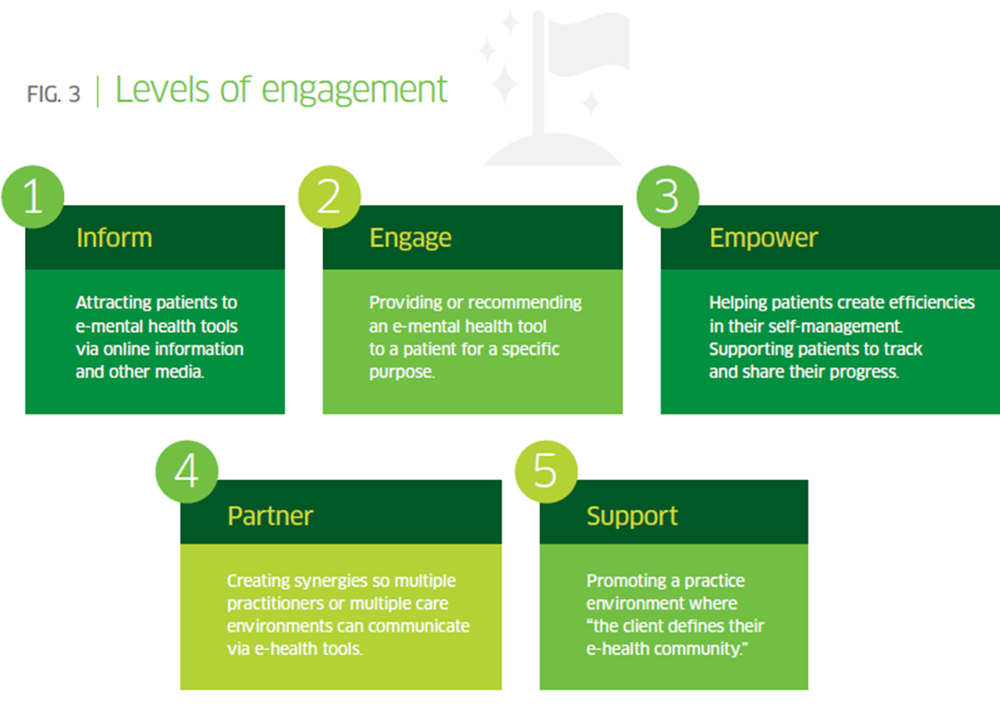 FIG. 3 | Levels of engagement
1
Inform
Attracting patients to
e-mental health tools
via online information
and other media.
2
Engage
Providing or recommending
an e-mental health tool
to a patient for a specific
purpose.
3
Empower
Helping patients create efficiencies
in their self-management.
Supporting patients to track
and share their progress.
4
Partner
Creating synergies so multiple
practitioners or multiple care
environments can communicate
via e-health tools.
5
Support
Promoting a practice
environment where
“the client defines their
e-health community.”